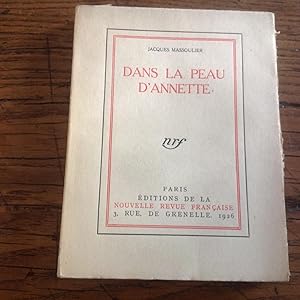 JACQUES MASSOULIER
DANS LA PEAU
D'ANNETTE
nrf
PARIS
ÉDITIONS DE LA
NOUVELLE REVUE FRANÇAISE
3, RUE DE GRENELLE. 1926